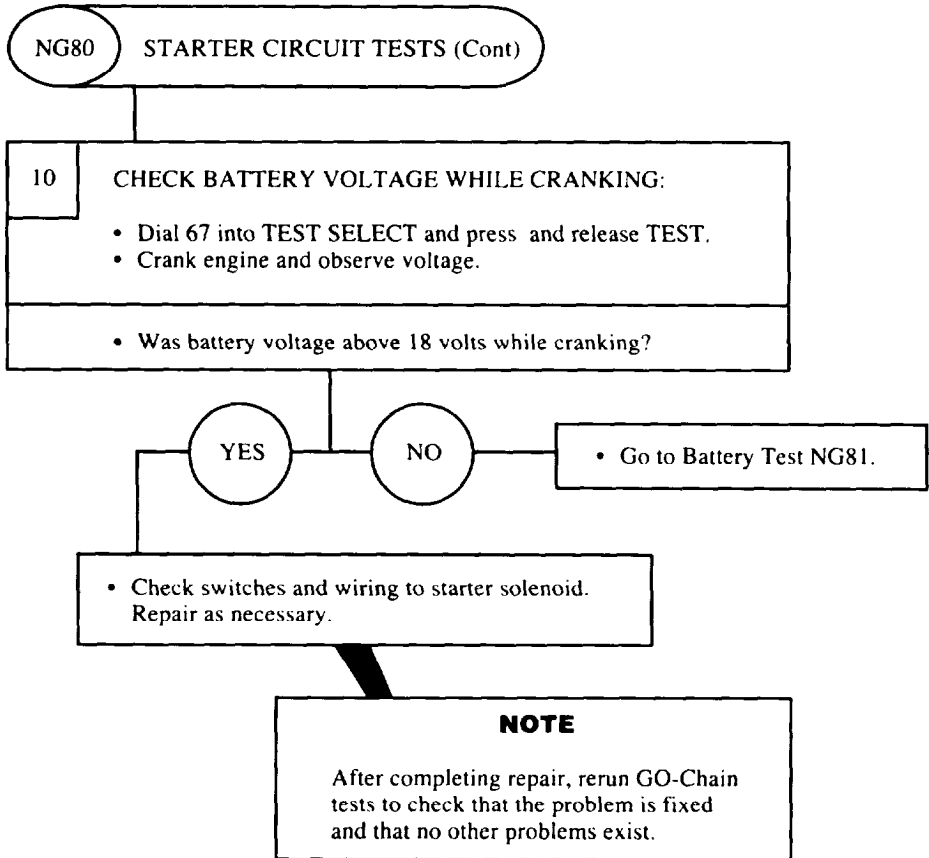 NG80 STARTER CIRCUIT TESTS (Cont)
10 CHECK BATTERY VOLTAGE WHILE CRANKING:
• Dial 67 into TEST SELECT and press and release TEST.
• Crank engine and observe voltage.
• Was battery voltage above 18 volts while cranking?
YES
NO
• Go to Battery Test NG81.
• Check switches and wiring to starter solenoid.
Repair as necessary.
NOTE
After completing repair, rerun GO-Chain
tests to check that the problem is fixed
and that no other problems exist.